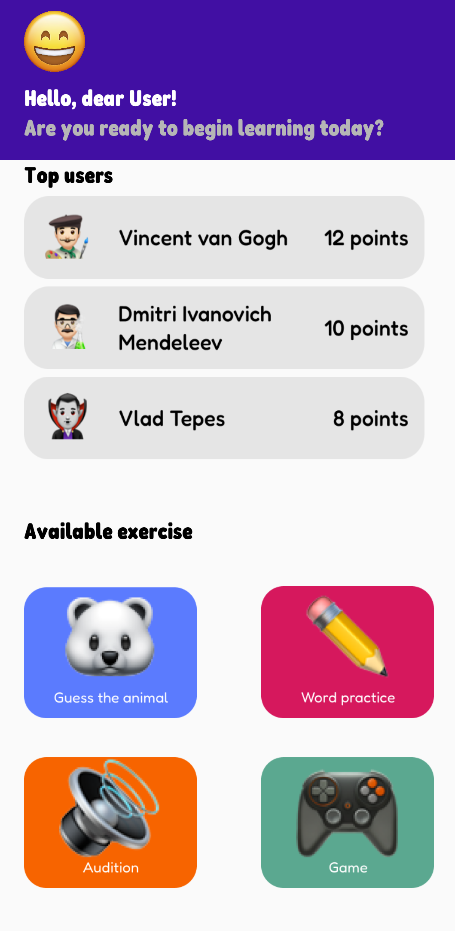 Hello, dear User!
Are you ready to begin learning today?
Top users
Vincent van Gogh 12 points
Dmitri Ivanovich
Mendeleev 10 points
Vlad Tepes 8 points
Available exercise
Guess the animal
Word practice
Audition
Game